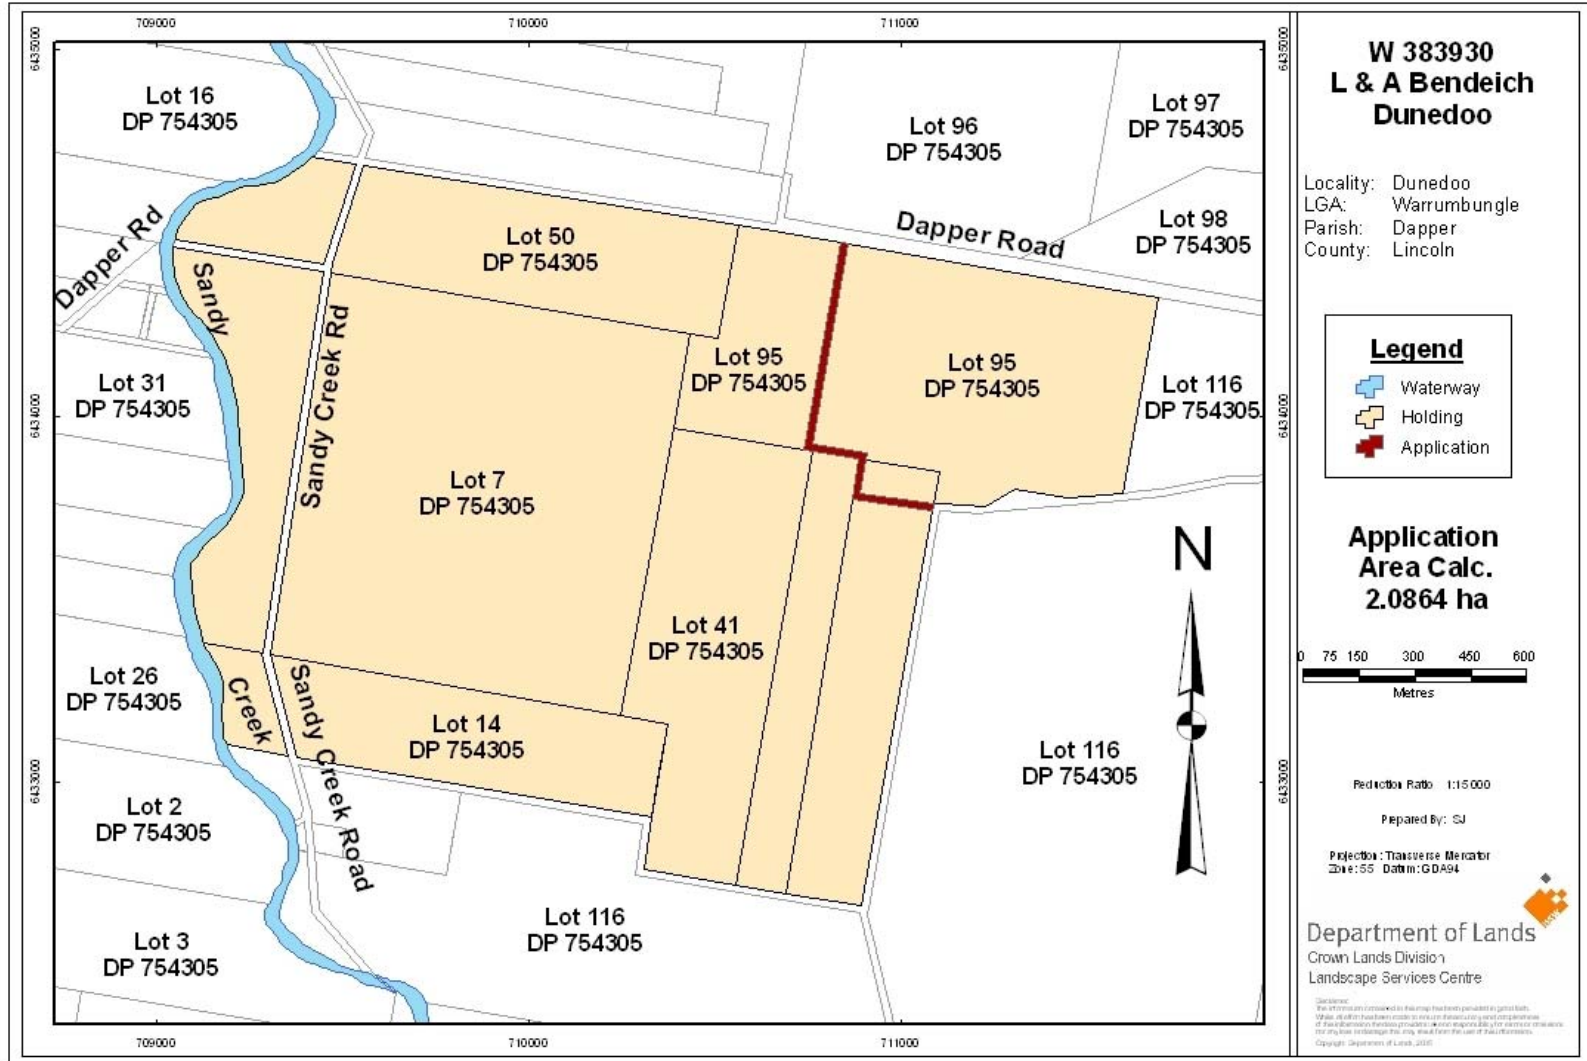 709000
710000
711000
6435000
6435000
Lot 16
DP 754305
Lot 96
DP 754305
Lot 97
DP 754305
Dapper Rd
Sandy
Lot 50
DP 754305
Dapper Road
Lot 98
DP 754305
Lot 31
DP 754305
Sandy Creek Rd
Lot 95
DP 754305
Lot 95
DP 754305
Lot 116
DP 754305
6434000
6434000
Lot 7
DP 754305
N
Lot 41
DP 754305
Lot 26
DP 754305
Creek
Sandy Creek Road
Lot 14
DP 754305
Lot 116
DP 754305
6433000
6433000
Lot 2
DP 754305
Lot 3
DP 754305
Lot 116
DP 754305
709000
710000
711000
W 383930
L & A Bendeich
Dunedoo
Locality: Dunedoo
LGA: Warrumbungle
Parish: Dapper
County: Lincoln
Legend
Waterway
Holding
Application
Application
Area Calc.
2.0864 ha
0 75 150 300 450 600
Metres
Reduction Ratio 1:15000
Prepared By: SJ
Projection: Transverse Mercator
Zone: 55 Datum: GDA94
NSW
Department of Lands
Crown Lands Division
Landscape Services Centre